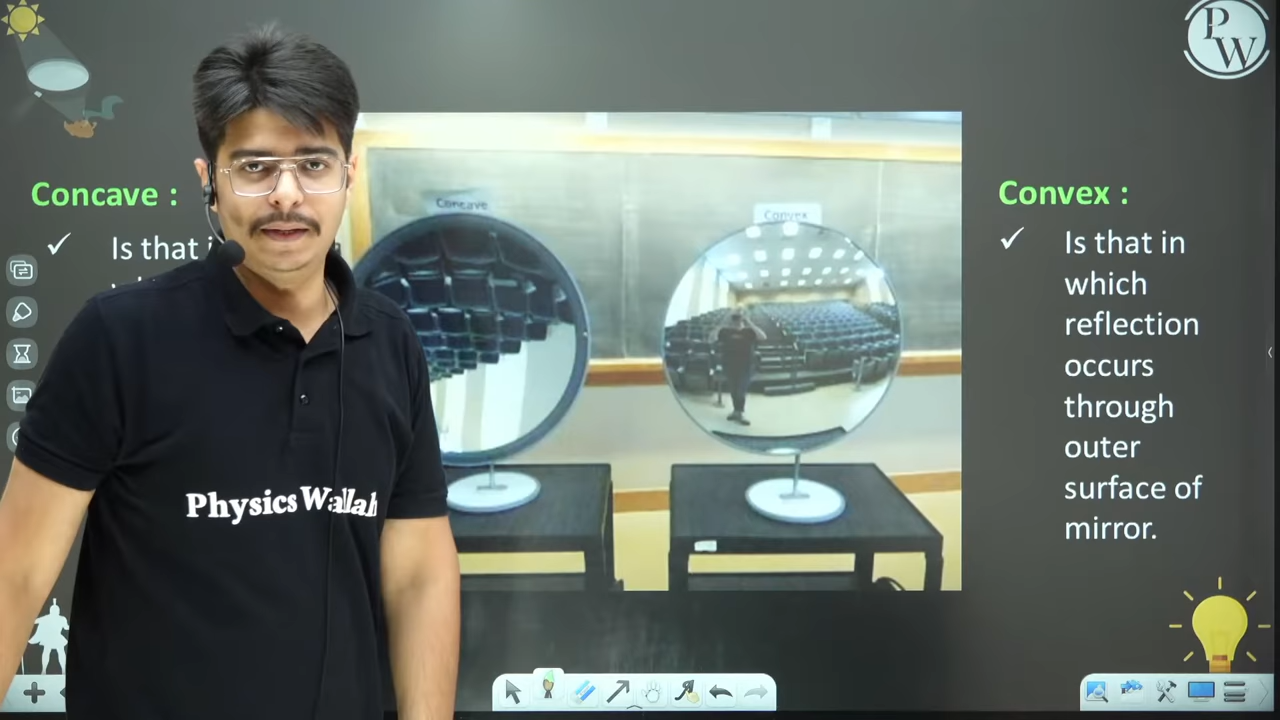 P
W
Concave :
✓ Is that i
Concave
Convex
Convex :
✓ Is that in
which
reflection
occurs
through
outer
surface of
mirror.
Physics Wallah